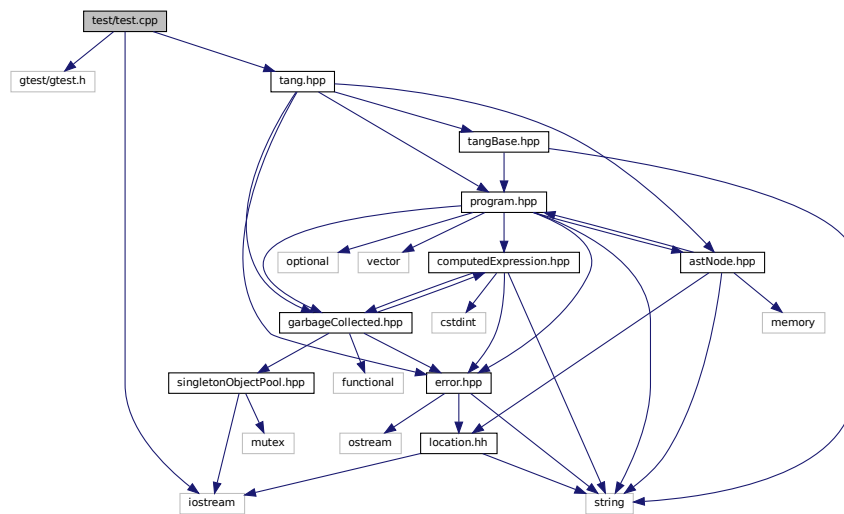 test/test.cpp
gtest/gtest.h
tang.hpp
tangBase.hpp
program.hpp
optional
vector
computedExpression.hpp
astNode.hpp
garbageCollected.hpp
cstdint
memory
singletonObjectPool.hpp
functional
error.hpp
mutex
ostream
location.hh
iostream
string